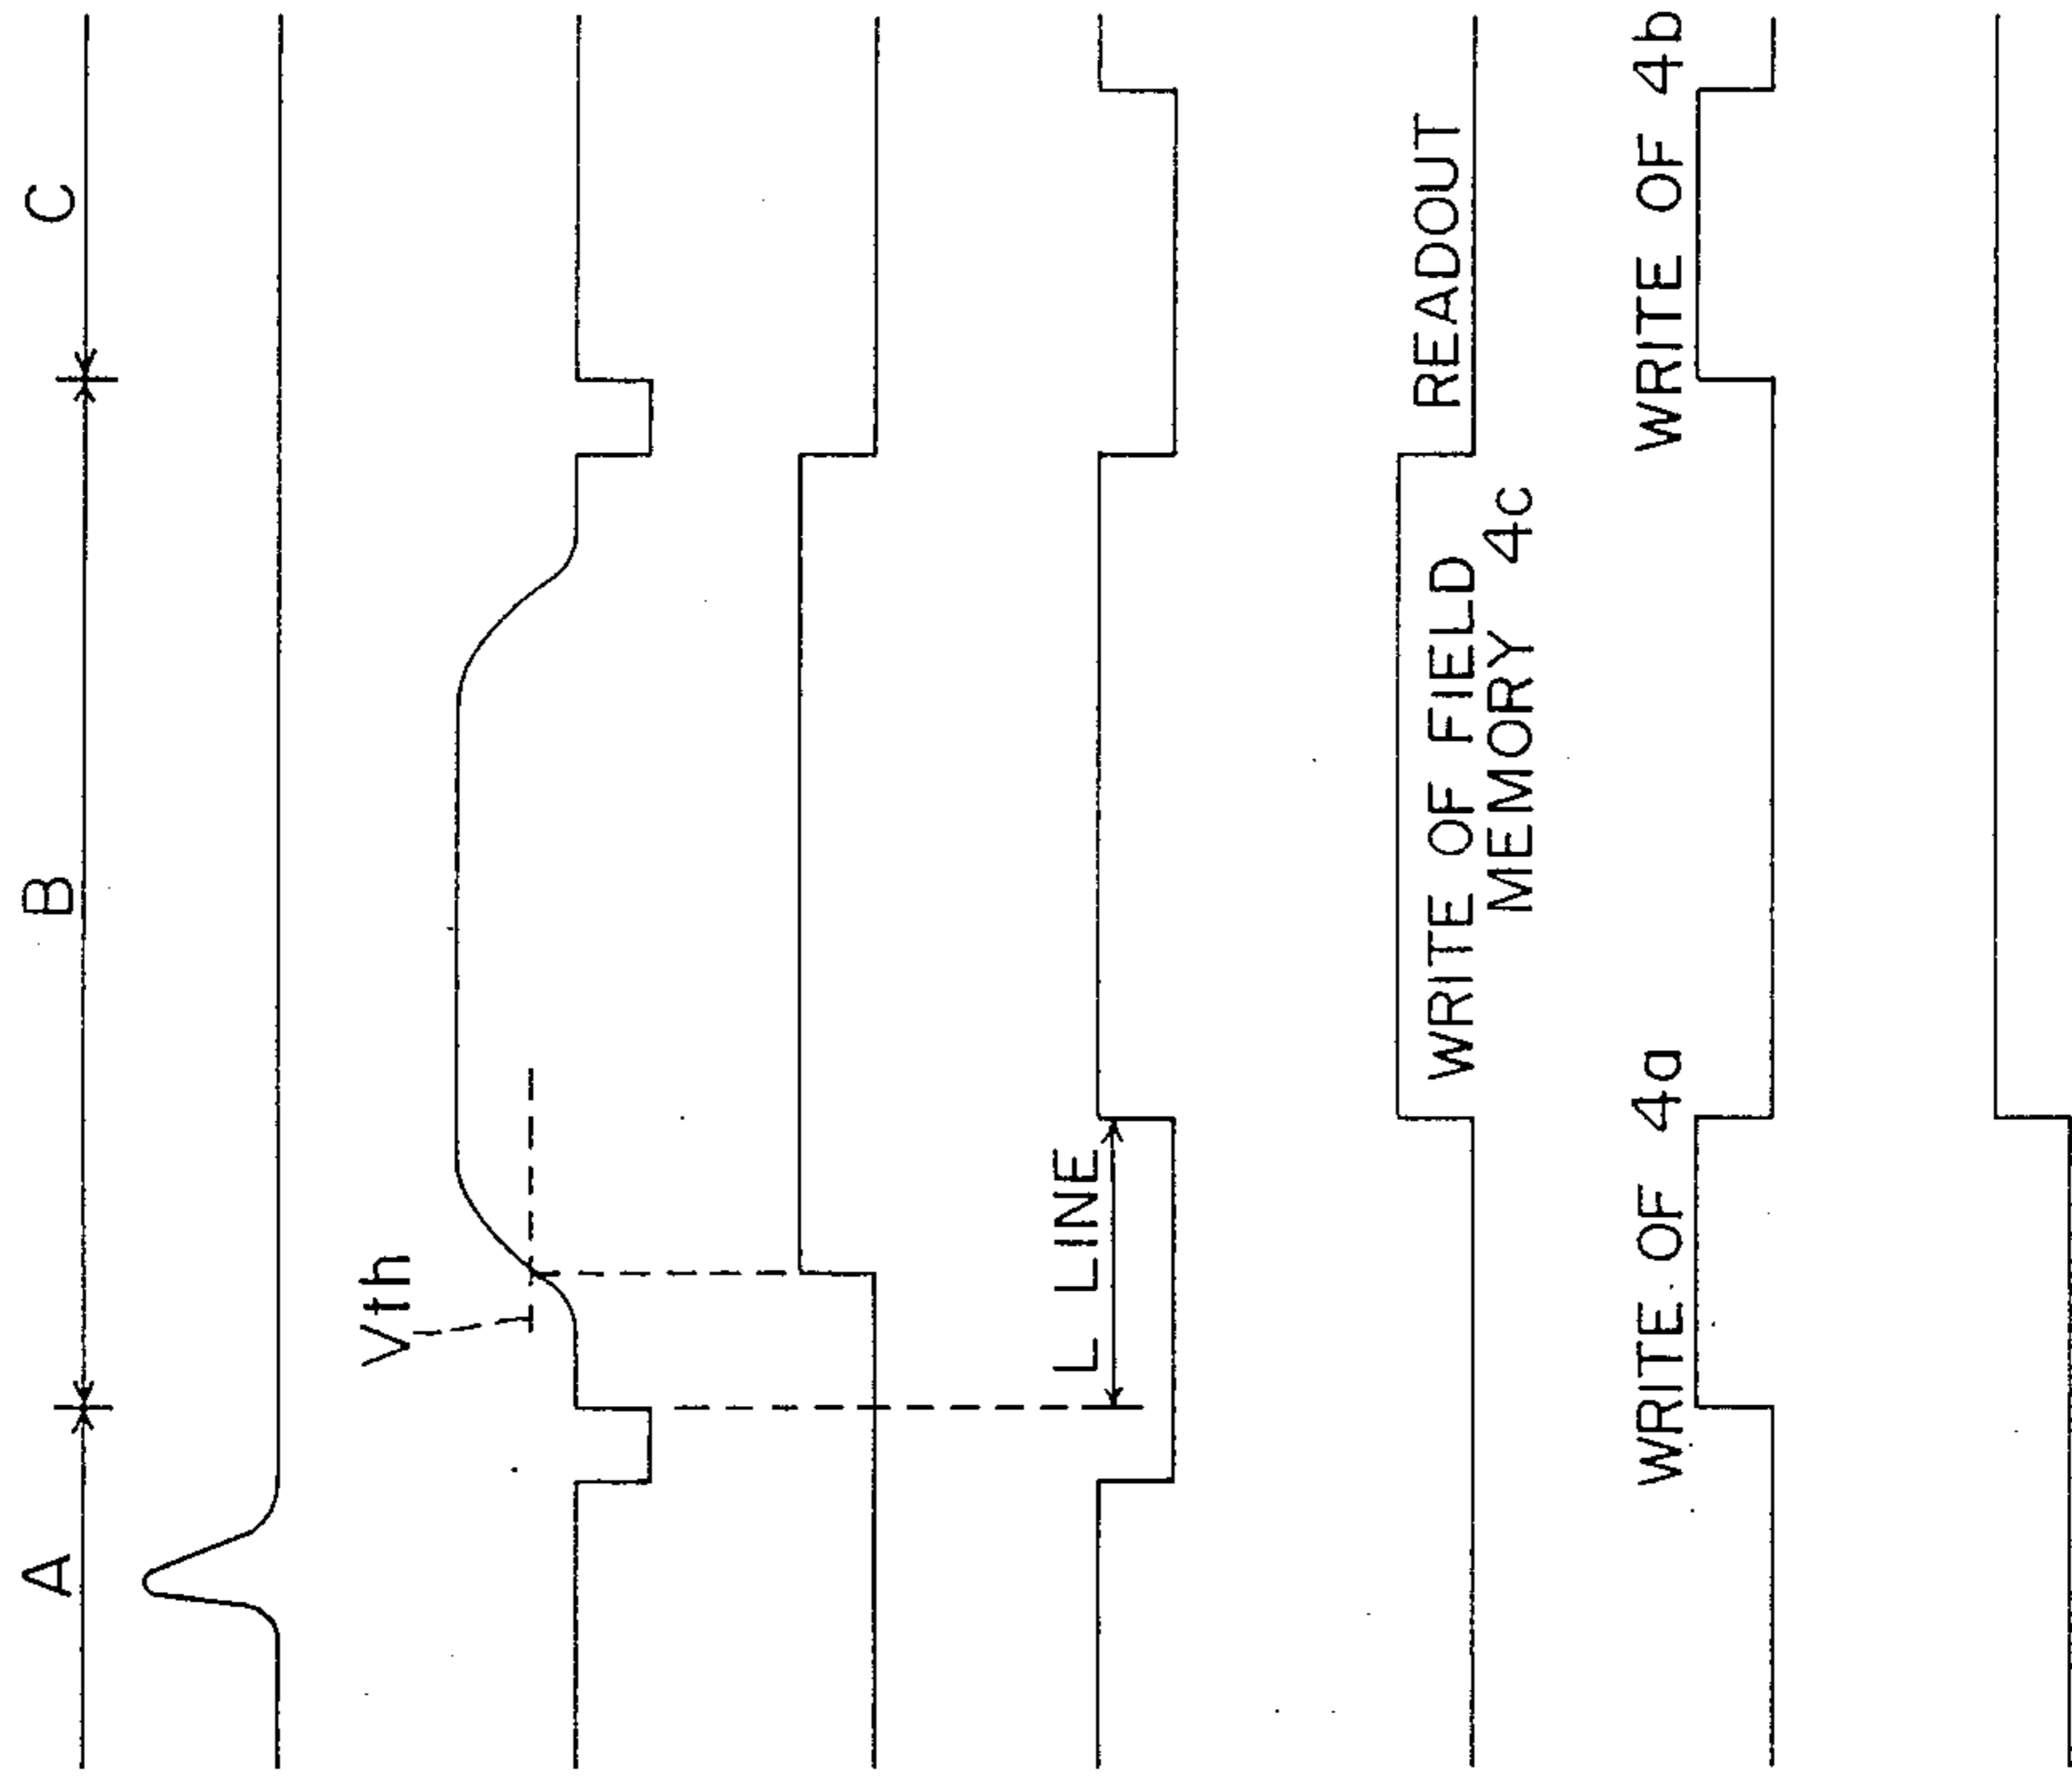 A
B
C
Vth
L LINE
WRITE OF FIELD
MEMORY 4c
READOUT
WRITE OF 4a
WRITE OF 4b